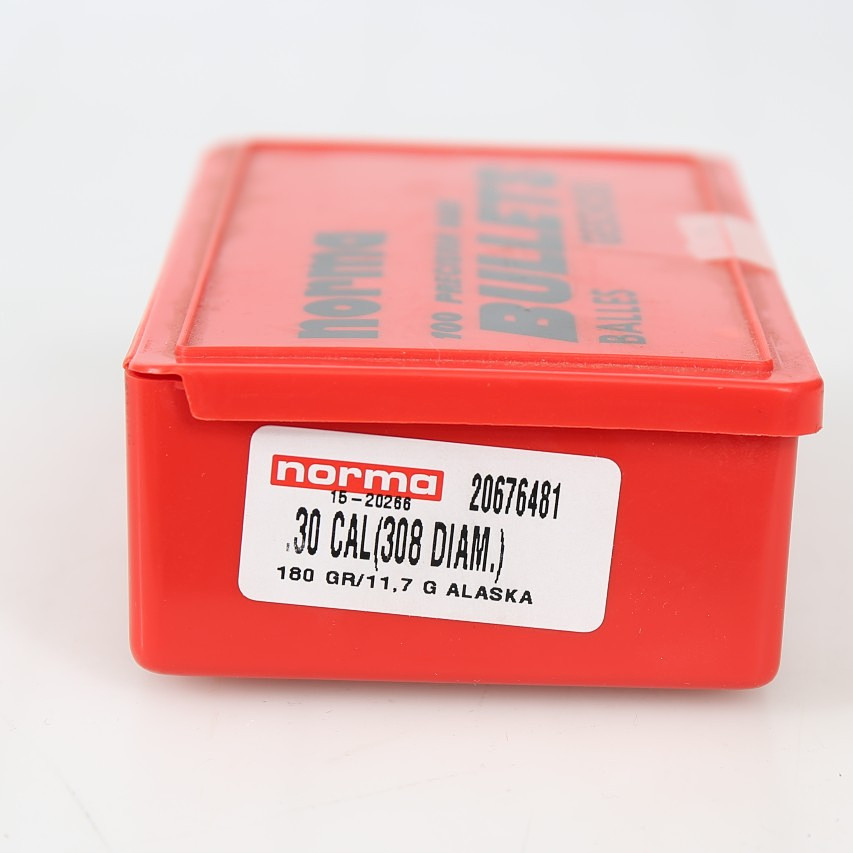 norma
100 PRECISION
BULLETS
BALLES
norma 20676481
15-20266
.30 CAL(308 DIAM.)
180 GR/11,7 G ALASKA